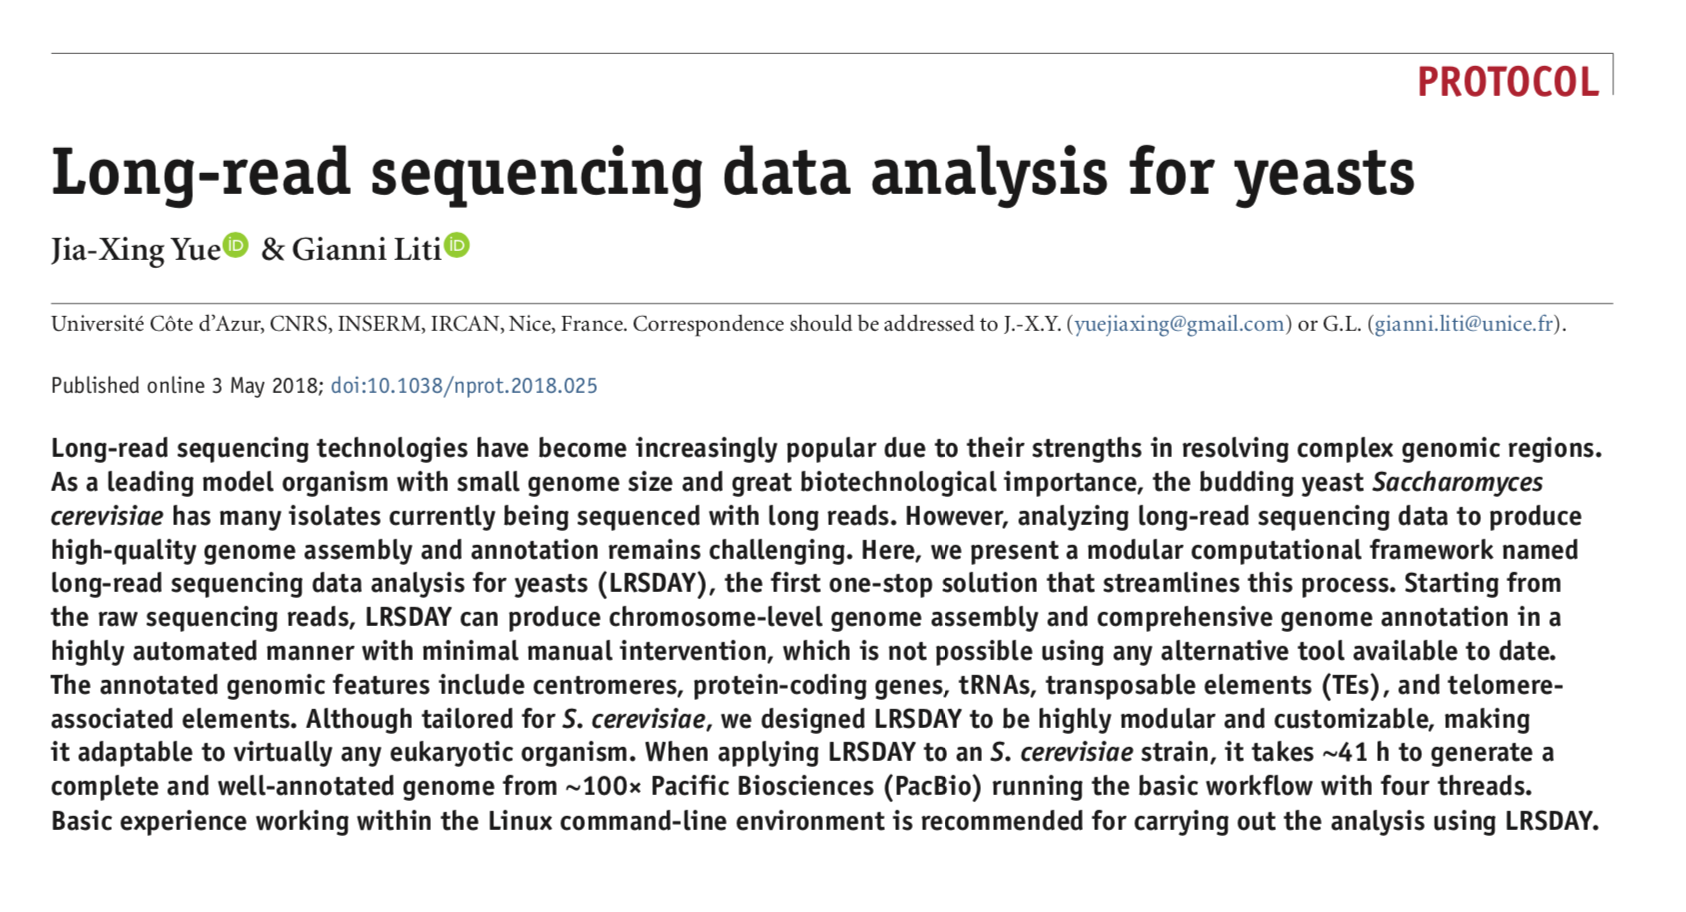 PROTOCOL
Long-read sequencing data analysis for yeasts
Jia-Xing Yue & Gianni Liti
Université Côte d’Azur, CNRS, INSERM, IRCAN, Nice, France. Correspondence should be addressed to J.-X.Y. (yuejiaxing@gmail.com) or G.L. (gianni.liti@unice.fr).
Published online 3 May 2018; doi:10.1038/nprot.2018.025
Long-read sequencing technologies have become increasingly popular due to their strengths in resolving complex genomic regions.
As a leading model organism with small genome size and great biotechnological importance, the budding yeast Saccharomyces
cerevisiae has many isolates currently being sequenced with long reads. However, analyzing long-read sequencing data to produce
high-quality genome assembly and annotation remains challenging. Here, we present a modular computational framework named
long-read sequencing data analysis for yeasts (LRSDAY), the first one-stop solution that streamlines this process. Starting from
the raw sequencing reads, LRSDAY can produce chromosome-level genome assembly and comprehensive genome annotation in a
highly automated manner with minimal manual intervention, which is not possible using any alternative tool available to date.
The annotated genomic features include centromeres, protein-coding genes, tRNAs, transposable elements (TEs), and telomere-
associated elements. Although tailored for S. cerevisiae, we designed LRSDAY to be highly modular and customizable, making
it adaptable to virtually any eukaryotic organism. When applying LRSDAY to an S. cerevisiae strain, it takes ~41 h to generate a
complete and well-annotated genome from ~100× Pacific Biosciences (PacBio) running the basic workflow with four threads.
Basic experience working within the Linux command-line environment is recommended for carrying out the analysis using LRSDAY.